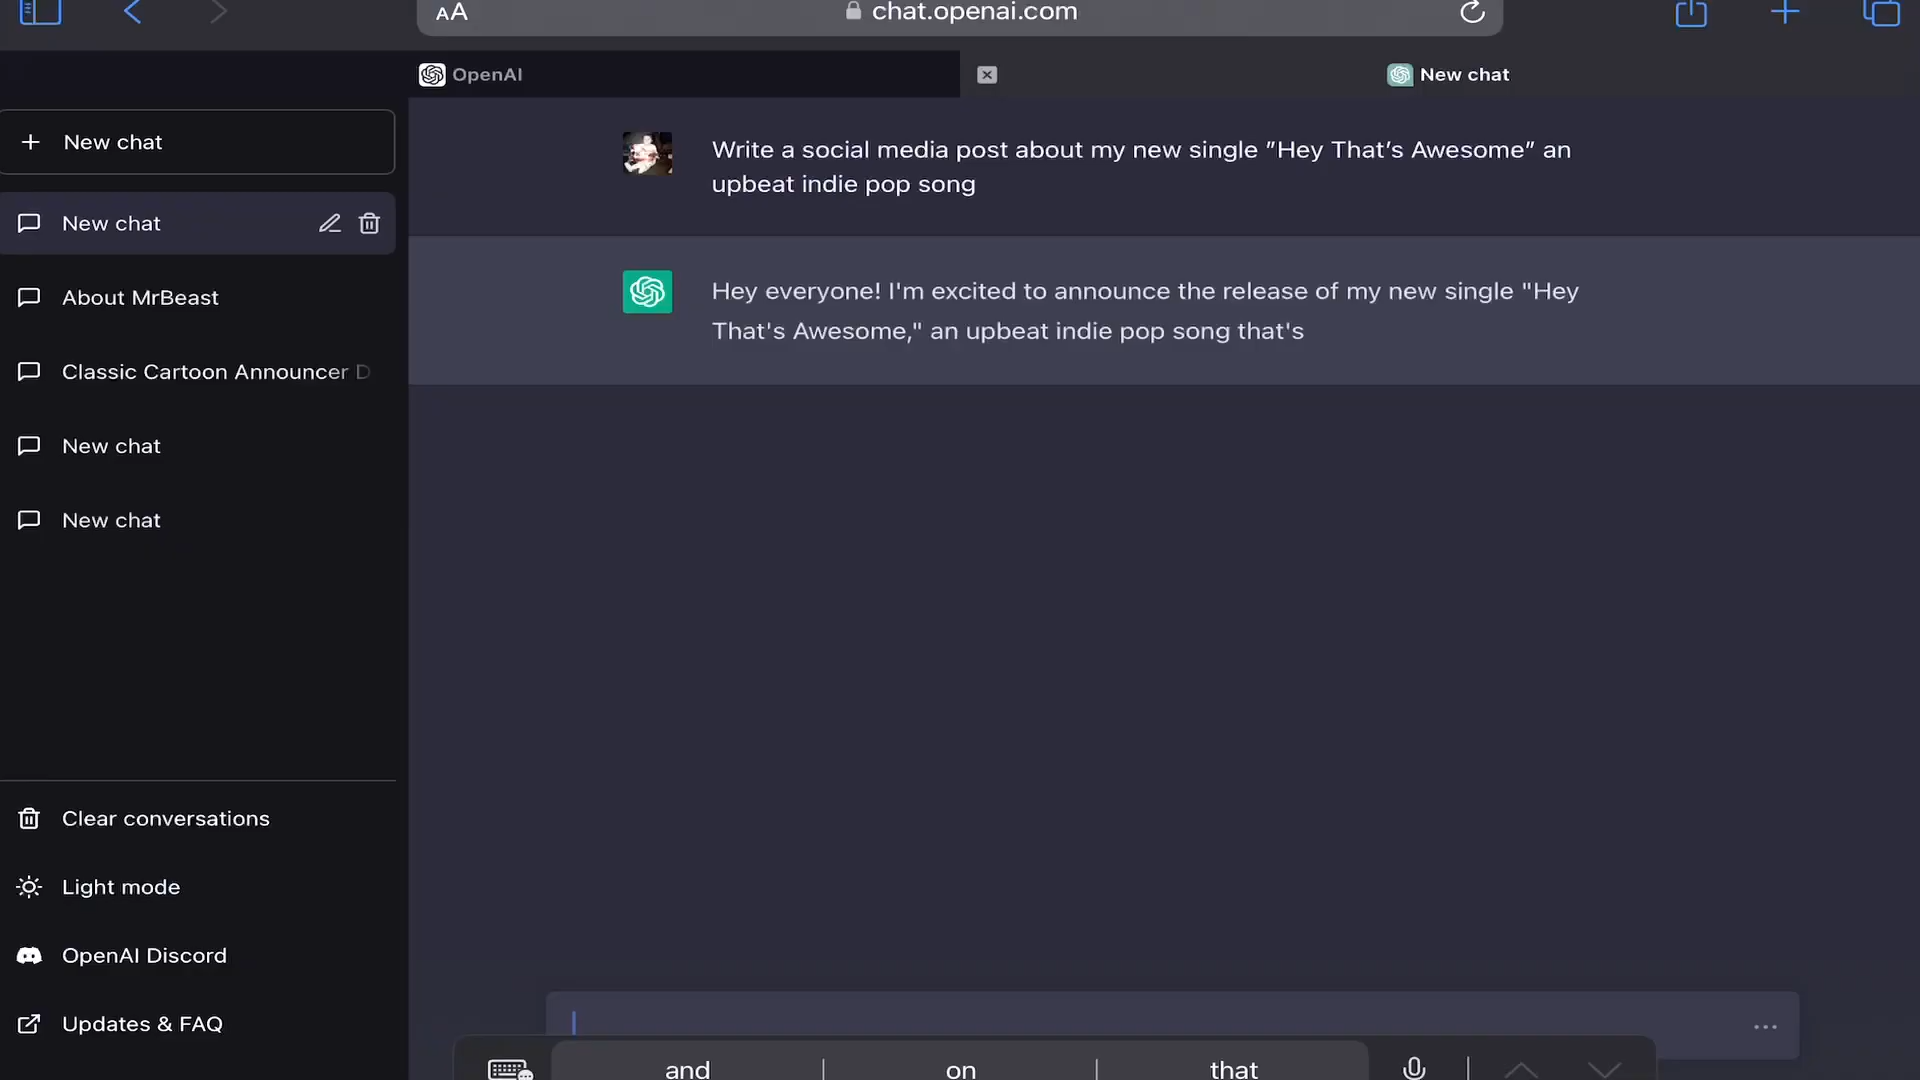 AA
chat.openai.com
OpenAI
New chat
New chat
New chat
About MrBeast
Classic Cartoon Announcer D
New chat
New chat
Clear conversations
Light mode
OpenAI Discord
Updates & FAQ
Write a social media post about my new single ”Hey That’s Awesome” an
upbeat indie pop song
Hey everyone! I'm excited to announce the release of my new single "Hey
That's Awesome," an upbeat indie pop song that's
...
and
on
that